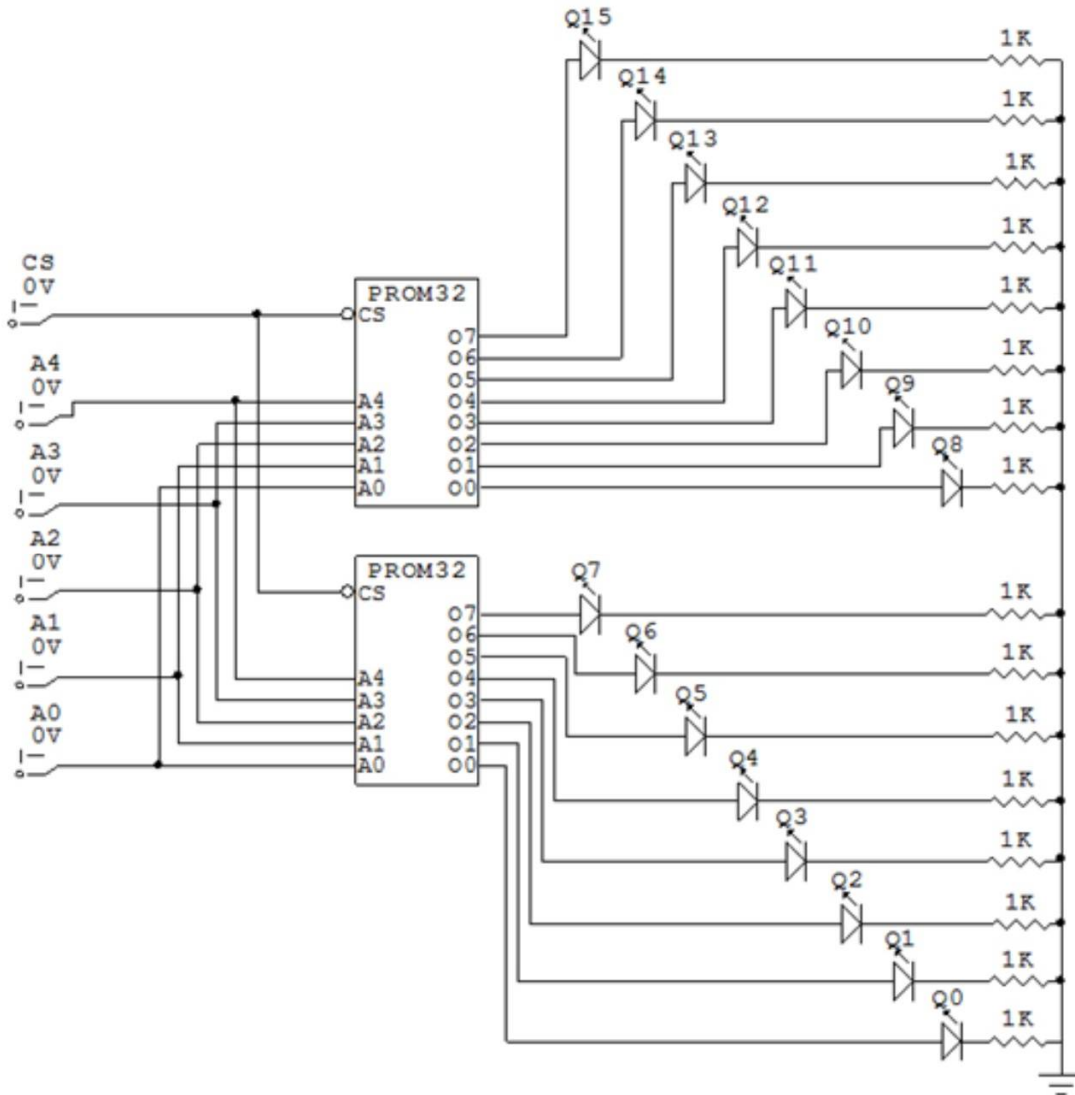 Q15
1K
Q14
1K
Q13
1K
Q12
1K
CS
0V
Q11
1K
PROM32
CS
O7
O6
O5
A4
0V
Q10
1K
A4 O4
A3 O3
A2 O2
A1 O1
A0 O0
Q9
1K
A3
0V
Q8
1K
A2
0V
PROM32
CS
O7
O6
O5
Q7
1K
A1
0V
Q6
1K
A4 O4
A3 O3
A2 O2
A1 O1
A0 O0
A0
0V
Q5
1K
Q4
1K
Q3
1K
Q2
1K
Q1
1K
Q0
1K